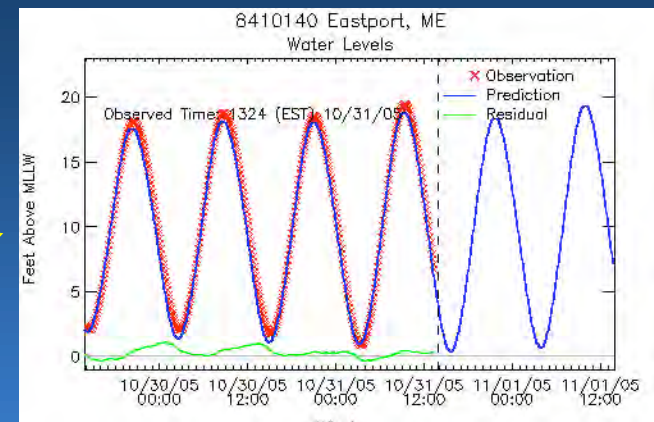 8410140 Eastport, ME
Water Levels
Observation
Prediction
Residual
Observed Time: 1324 (EST) 10/31/05
Feet Above MLLW
20
15
10
5
0
10/30/05 10/30/05 10/31/05 10/31/05 11/01/05 11/01/05
00:00 12:00 00:00 12:00 00:00 12:00